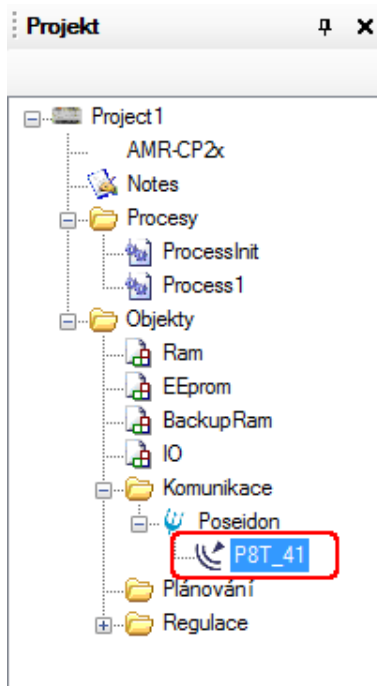 Projekt
Project1
AMR-CP2x
Notes
Procesy
ProcessInit
Process1
Objekty
Ram
EEprom
BackupRam
IO
Komunikace
Poseidon
P8T_41
Plánování
Regulace